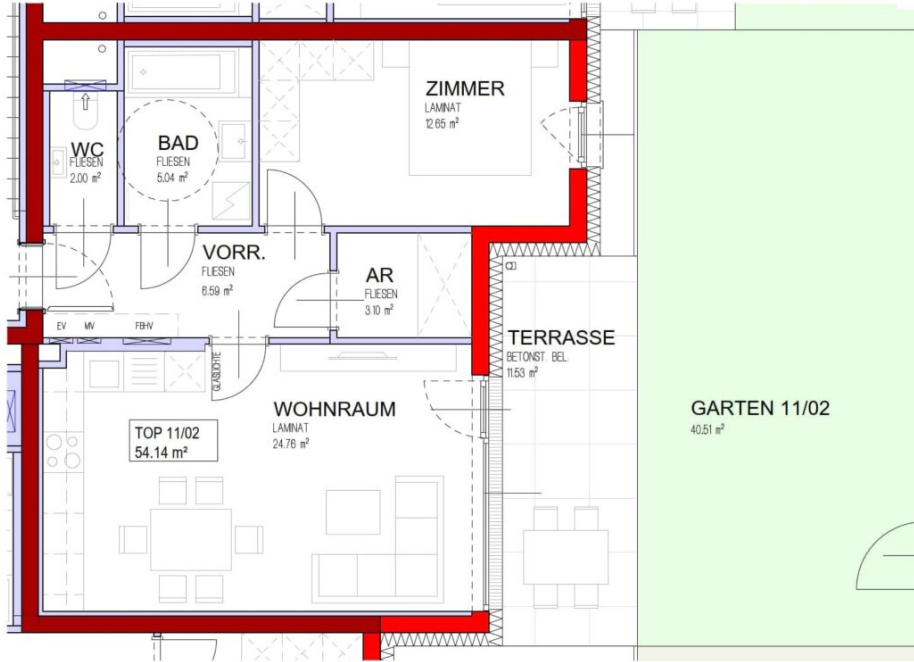 ZIMMER
LAMINAT
12.65 m²
WC
FLIESEN
2.00 m²
BAD
FLIESEN
5.04 m²
VORR.
FLIESEN
6.59 m²
AR
FLIESEN
3.10 m²
EV MV FBHV
GLASLICHTE
TERRASSE
BETONST. BEL.
11.53 m²
WOHNRAUM
LAMINAT
24.76 m²
TOP 11/02
54.14 m²
GARTEN 11/02
40.51 m²